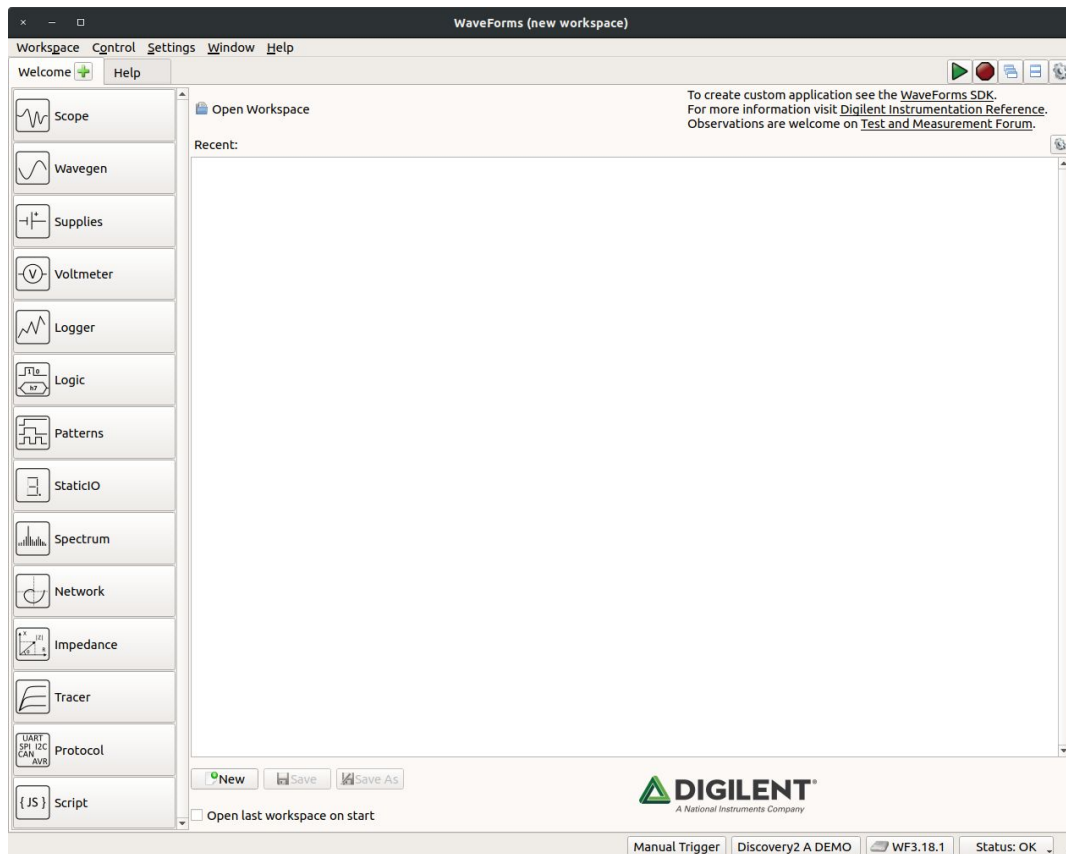 WaveForms (new workspace)
Workspace Control Settings Window Help
Welcome Help
Scope
Wavegen
Supplies
Voltmeter
Logger
Logic
Patterns
StaticIO
Spectrum
Network
Impedance
Tracer
UART
SPI I2C
CAN
AVR
Protocol
{ JS } Script
Open Workspace
To create custom application see the WaveForms SDK.
For more information visit Digilent Instrumentation Reference.
Observations are welcome on Test and Measurement Forum.
Recent:
New Save Save As
Open last workspace on start
DIGILENT
A National Instruments Company
Manual Trigger Discovery2 A DEMO WF3.18.1 Status: OK